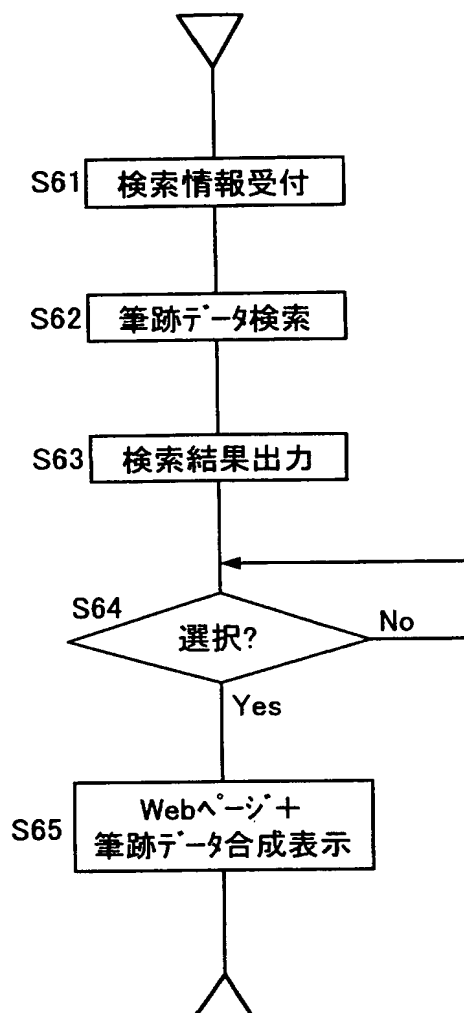 S61
検索情報受付
S62
筆跡データ検索
S63
検索結果出力
S64
選択?
No
Yes
S65
Webページ+
筆跡データ合成表示